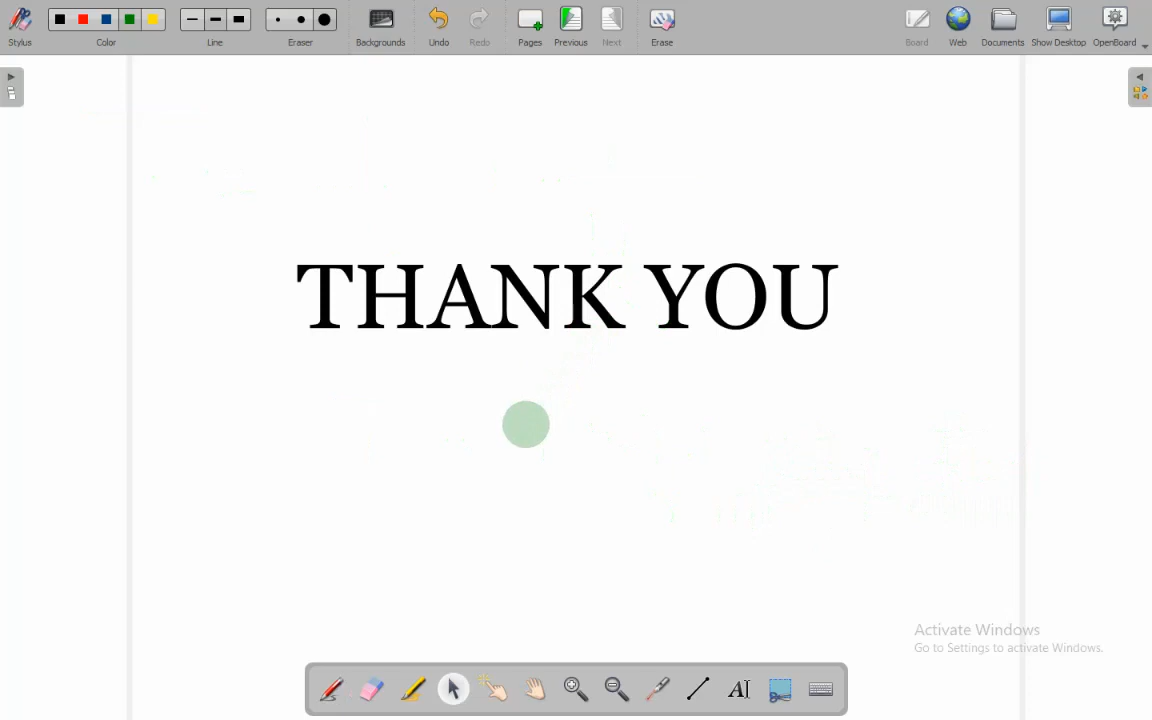 Stylus Color Line Eraser Backgrounds Undo Redo Pages Previous Next Erase Board Web Documents Show Desktop OpenBoard
THANK YOU
Activate Windows
Go to Settings to activate Windows.
AI